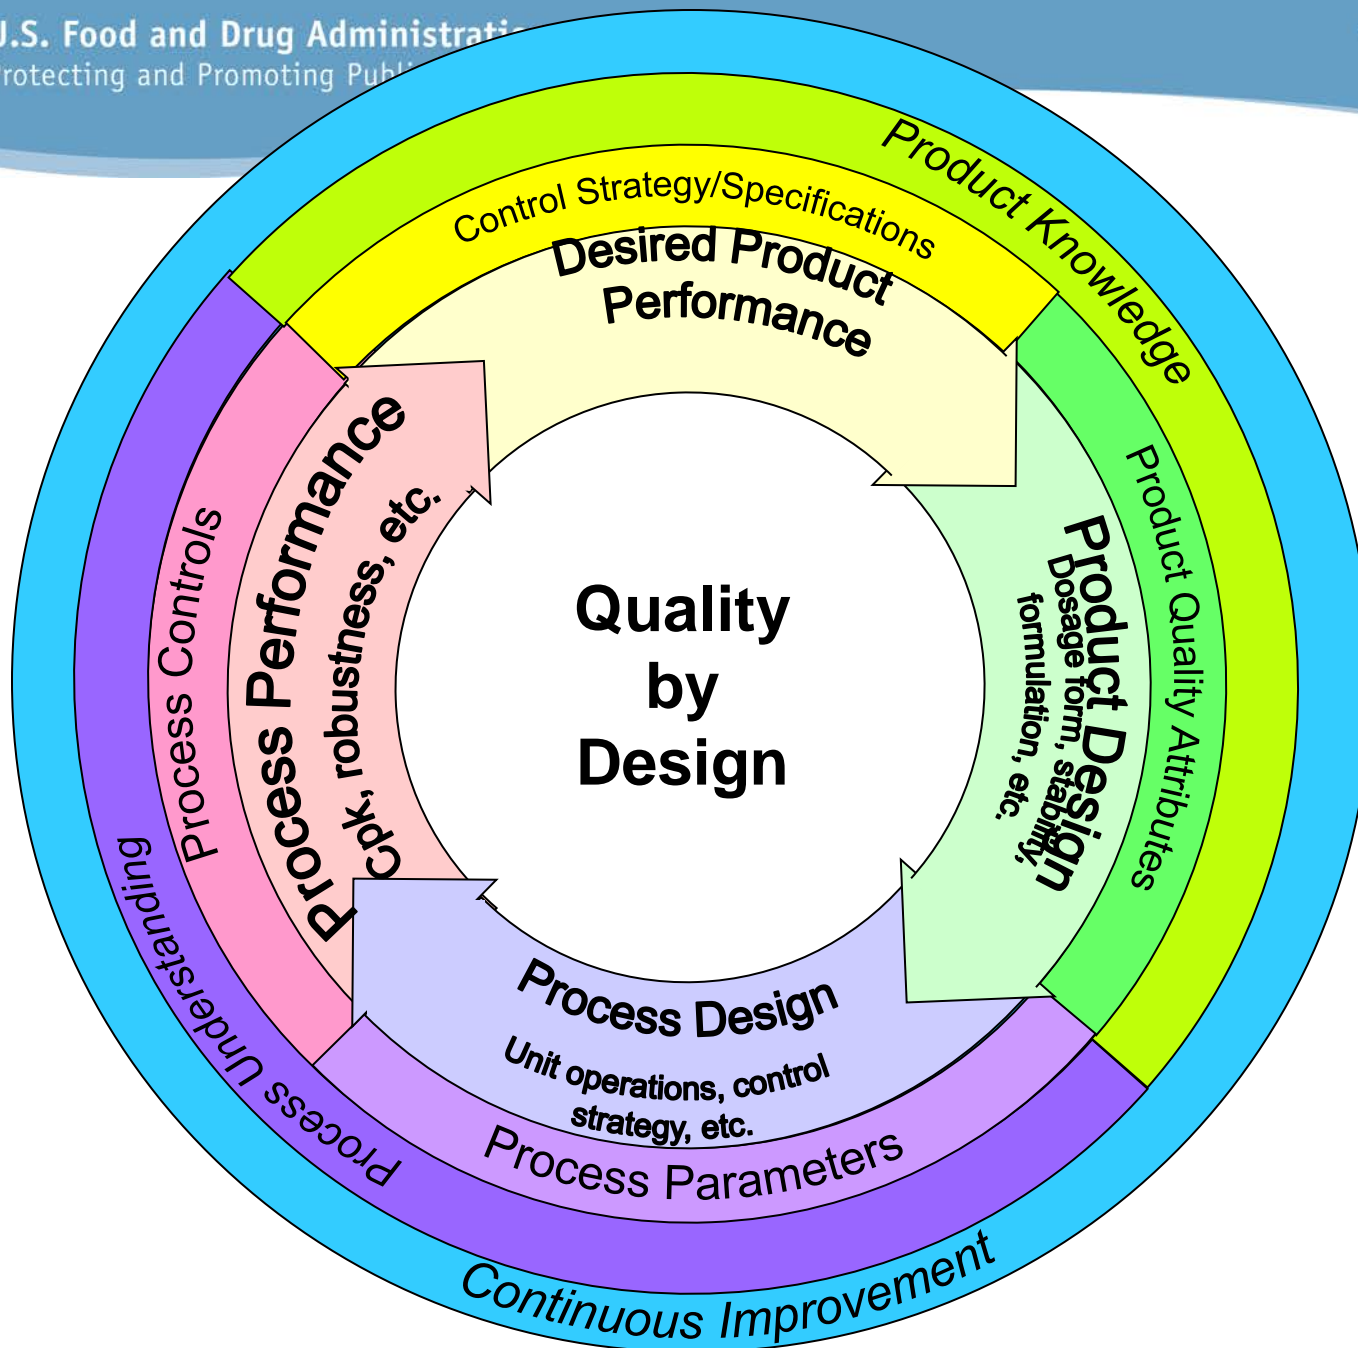 U.S. Food and Drug Administratio
rotecting and Promoting Publi
Product Knowledge
Control Strategy/Specifications
Desired Product
Performance
Product Quality Attributes
Product Design
Dosage form, stability,
formulation, etc.
Process Performance
Cpk, robustness, etc.
Process Controls
Quality
by
Design
Process Design
Unit operations, control
strategy, etc.
Process Parameters
Process Understanding
Continuous Improvement